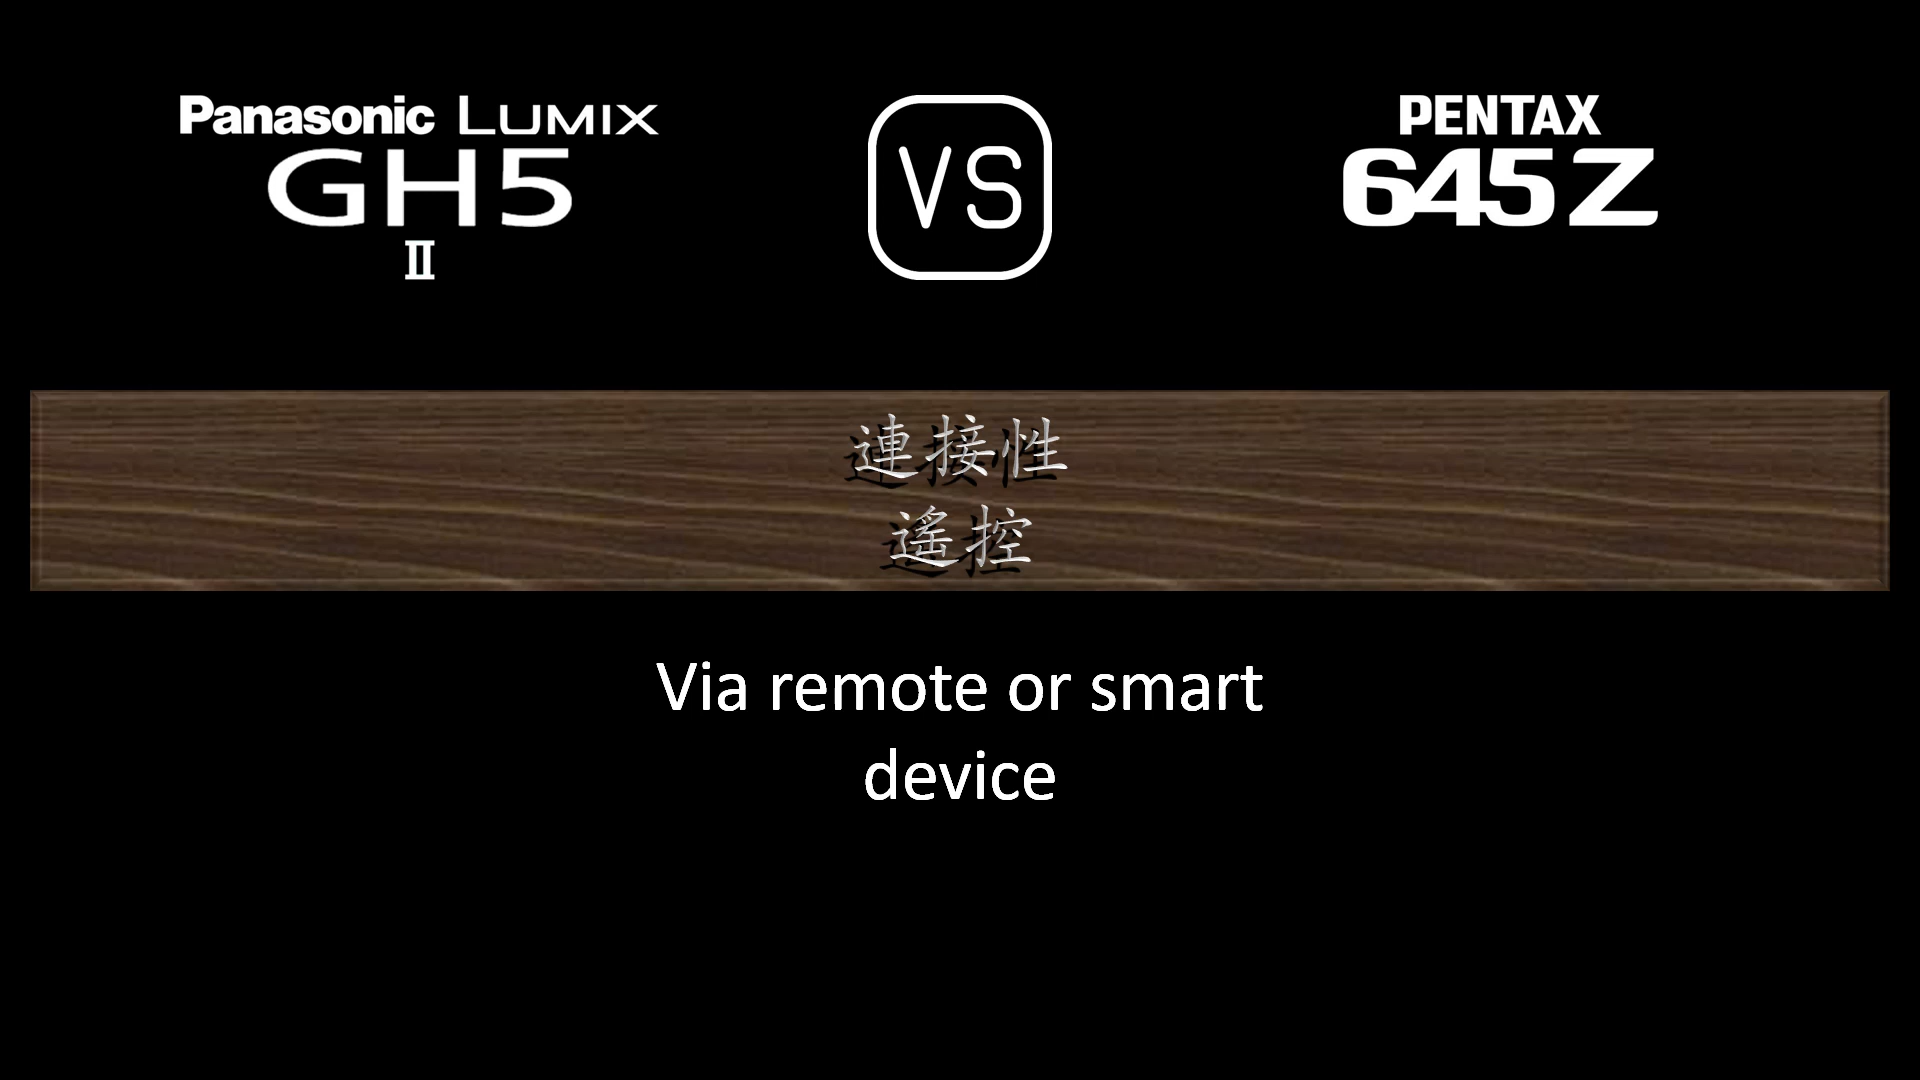 Panasonic LUMIX
GH5
II
VS
PENTAX
645Z
連接性
遙控
Via remote or smart
device